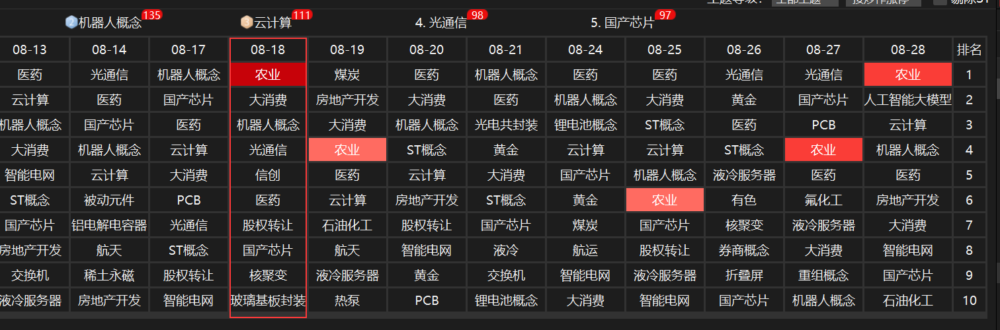 机器人概念 135 云计算 111 4. 光通信 98 5. 国产芯片 97
08-13 08-14 08-17 08-18 08-19 08-20 08-21 08-24 08-25 08-26 08-27 08-28 排名
医药 光通信 机器人概念 农业 煤炭 医药 机器人概念 医药 医药 光通信 光通信 农业 1
云计算 医药 国产芯片 大消费 房地产开发 大消费 医药 机器人概念 大消费 黄金 国产芯片 人工智能大模型 2
机器人概念 国产芯片 医药 机器人概念 大消费 机器人概念 光电共封装 锂电池概念 ST概念 医药 PCB 云计算 3
大消费 机器人概念 云计算 光通信 农业 ST概念 黄金 云计算 云计算 ST概念 农业 机器人概念 4
智能电网 云计算 大消费 信创 医药 云计算 大消费 国产芯片 机器人概念 液冷服务器 医药 医药 5
ST概念 被动元件 PCB 医药 云计算 房地产开发 ST概念 黄金 农业 有色 氟化工 房地产开发 6
国产芯片 铝电解电容器 光通信 股权转让 石油化工 股权转让 国产芯片 煤炭 国产芯片 核聚变 液冷服务器 大消费 7
房地产开发 航天 ST概念 国产芯片 航天 智能电网 液冷 航运 股权转让 券商概念 大消费 智能电网 8
交换机 稀土永磁 股权转让 核聚变 液冷服务器 黄金 交换机 智能电网 液冷服务器 折叠屏 重组概念 国产芯片 9
液冷服务器 房地产开发 智能电网 玻璃基板封装 热泵 PCB 锂电池概念 大消费 智能电网 国产芯片 机器人概念 石油化工 10